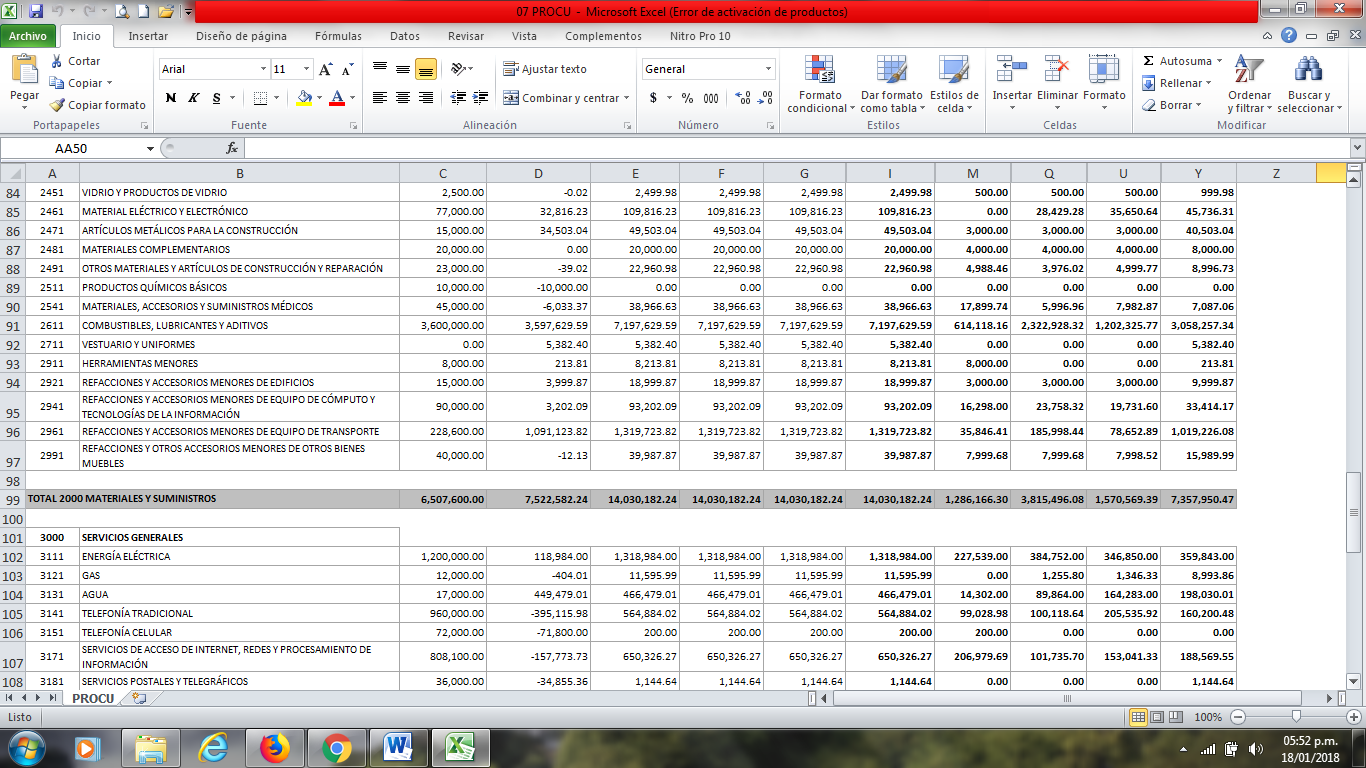 07 PROCU - Microsoft Excel (Error de activación de productos)
Archivo Inicio Insertar Diseño de página Fórmulas Datos Revisar Vista Complementos Nitro Pro 10
Pegar Cortar Copiar Copiar formato Portapapeles
Arial 11 N K S Fuente
Ajustar texto Combinar y centrar Alineación
General $ % 000 Número
Formato condicional Dar formato como tabla Estilos de celda Estilos
Insertar Eliminar Formato Celdas
Σ Autosuma Rellenar Borrar Ordenar y filtrar Buscar y seleccionar Modificar
AA50 fx
A B C D E F G I M Q U Y Z
84 2451 VIDRIO Y PRODUCTOS DE VIDRIO 2,500.00 -0.02 2,499.98 2,499.98 2,499.98 2,499.98 500.00 500.00 500.00 999.98
85 2461 MATERIAL ELÉCTRICO Y ELECTRÓNICO 77,000.00 32,816.23 109,816.23 109,816.23 109,816.23 109,816.23 0.00 28,429.28 35,650.64 45,736.31
86 2471 ARTÍCULOS METÁLICOS PARA LA CONSTRUCCIÓN 15,000.00 34,503.04 49,503.04 49,503.04 49,503.04 49,503.04 3,000.00 3,000.00 3,000.00 40,503.04
87 2481 MATERIALES COMPLEMENTARIOS 20,000.00 0.00 20,000.00 20,000.00 20,000.00 20,000.00 4,000.00 4,000.00 4,000.00 8,000.00
88 2491 OTROS MATERIALES Y ARTÍCULOS DE CONSTRUCCIÓN Y REPARACIÓN 23,000.00 -39.02 22,960.98 22,960.98 22,960.98 22,960.98 4,988.46 3,976.02 4,999.77 8,996.73
89 2511 PRODUCTOS QUÍMICOS BÁSICOS 10,000.00 -10,000.00 0.00 0.00 0.00 0.00 0.00 0.00 0.00 0.00
90 2541 MATERIALES, ACCESORIOS Y SUMINISTROS MÉDICOS 45,000.00 -6,033.37 38,966.63 38,966.63 38,966.63 38,966.63 17,899.74 5,996.96 7,982.87 7,087.06
91 2611 COMBUSTIBLES, LUBRICANTES Y ADITIVOS 3,600,000.00 3,597,629.59 7,197,629.59 7,197,629.59 7,197,629.59 7,197,629.59 614,118.16 2,322,928.32 1,202,325.77 3,058,257.34
92 2711 VESTUARIO Y UNIFORMES 0.00 5,382.40 5,382.40 5,382.40 5,382.40 5,382.40 0.00 0.00 0.00 5,382.40
93 2911 HERRAMIENTAS MENORES 8,000.00 213.81 8,213.81 8,213.81 8,213.81 8,213.81 8,000.00 0.00 0.00 213.81
94 2921 REFACCIONES Y ACCESORIOS MENORES DE EDIFICIOS 15,000.00 3,999.87 18,999.87 18,999.87 18,999.87 18,999.87 3,000.00 3,000.00 3,000.00 9,999.87
95 2941 REFACCIONES Y ACCESORIOS MENORES DE EQUIPO DE CÓMPUTO Y
TECNOLOGÍAS DE LA INFORMACIÓN 90,000.00 3,202.09 93,202.09 93,202.09 93,202.09 93,202.09 16,298.00 23,758.32 19,731.60 33,414.17
96 2961 REFACCIONES Y ACCESORIOS MENORES DE EQUIPO DE TRANSPORTE 228,600.00 1,091,123.82 1,319,723.82 1,319,723.82 1,319,723.82 1,319,723.82 35,846.41 185,998.44 78,652.89 1,019,226.08
97 2991 REFACCIONES Y OTROS ACCESORIOS MENORES DE OTROS BIENES
MUEBLES 40,000.00 -12.13 39,987.87 39,987.87 39,987.87 39,987.87 7,999.68 7,999.68 7,998.52 15,989.99
98
99 TOTAL 2000 MATERIALES Y SUMINISTROS 6,507,600.00 7,522,582.24 14,030,182.24 14,030,182.24 14,030,182.24 14,030,182.24 1,286,166.30 3,815,496.08 1,570,569.39 7,357,950.47
100
101 3000 SERVICIOS GENERALES
102 3111 ENERGÍA ELÉCTRICA 1,200,000.00 118,984.00 1,318,984.00 1,318,984.00 1,318,984.00 1,318,984.00 227,539.00 384,752.00 346,850.00 359,843.00
103 3121 GAS 12,000.00 -404.01 11,595.99 11,595.99 11,595.99 11,595.99 0.00 1,255.80 1,346.33 8,993.86
104 3131 AGUA 17,000.00 449,479.01 466,479.01 466,479.01 466,479.01 466,479.01 14,302.00 89,864.00 164,283.00 198,030.01
105 3141 TELEFONÍA TRADICIONAL 960,000.00 -395,115.98 564,884.02 564,884.02 564,884.02 564,884.02 99,028.98 100,118.64 205,535.92 160,200.48
106 3151 TELEFONÍA CELULAR 72,000.00 -71,800.00 200.00 200.00 200.00 200.00 200.00 0.00 0.00 0.00
107 3171 SERVICIOS DE ACCESO DE INTERNET, REDES Y PROCESAMIENTO DE
INFORMACIÓN 808,100.00 -157,773.73 650,326.27 650,326.27 650,326.27 650,326.27 206,979.69 101,735.70 153,041.33 188,569.55
108 3181 SERVICIOS POSTALES Y TELEGRÁFICOS 36,000.00 -34,855.36 1,144.64 1,144.64 1,144.64 1,144.64 0.00 0.00 0.00 1,144.64
PROCU
Listo 100%
05:52 p.m.
18/01/2018